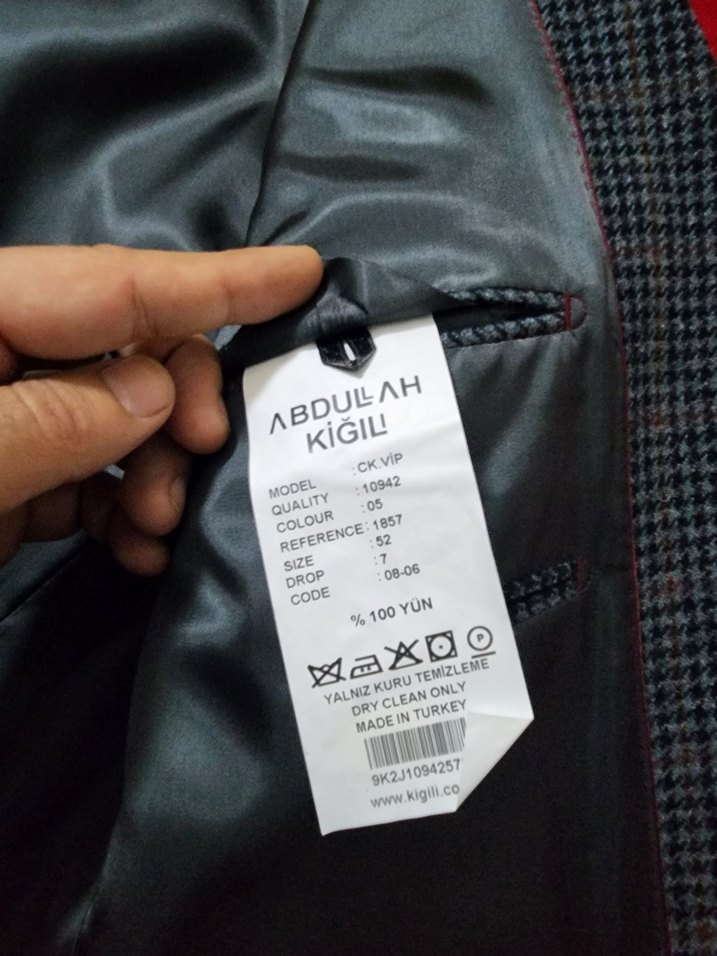 ABDULLAH
KİĞILI
MODEL : CK.VİP
QUALITY : 10942
COLOUR : 05
REFERENCE : 1857
SIZE : 52
DROP : 7
CODE : 08-06
% 100 YÜN
P
YALNIZ KURU TEMİZLEME
DRY CLEAN ONLY
MADE IN TURKEY
9K2J1094257
www.kigili.co